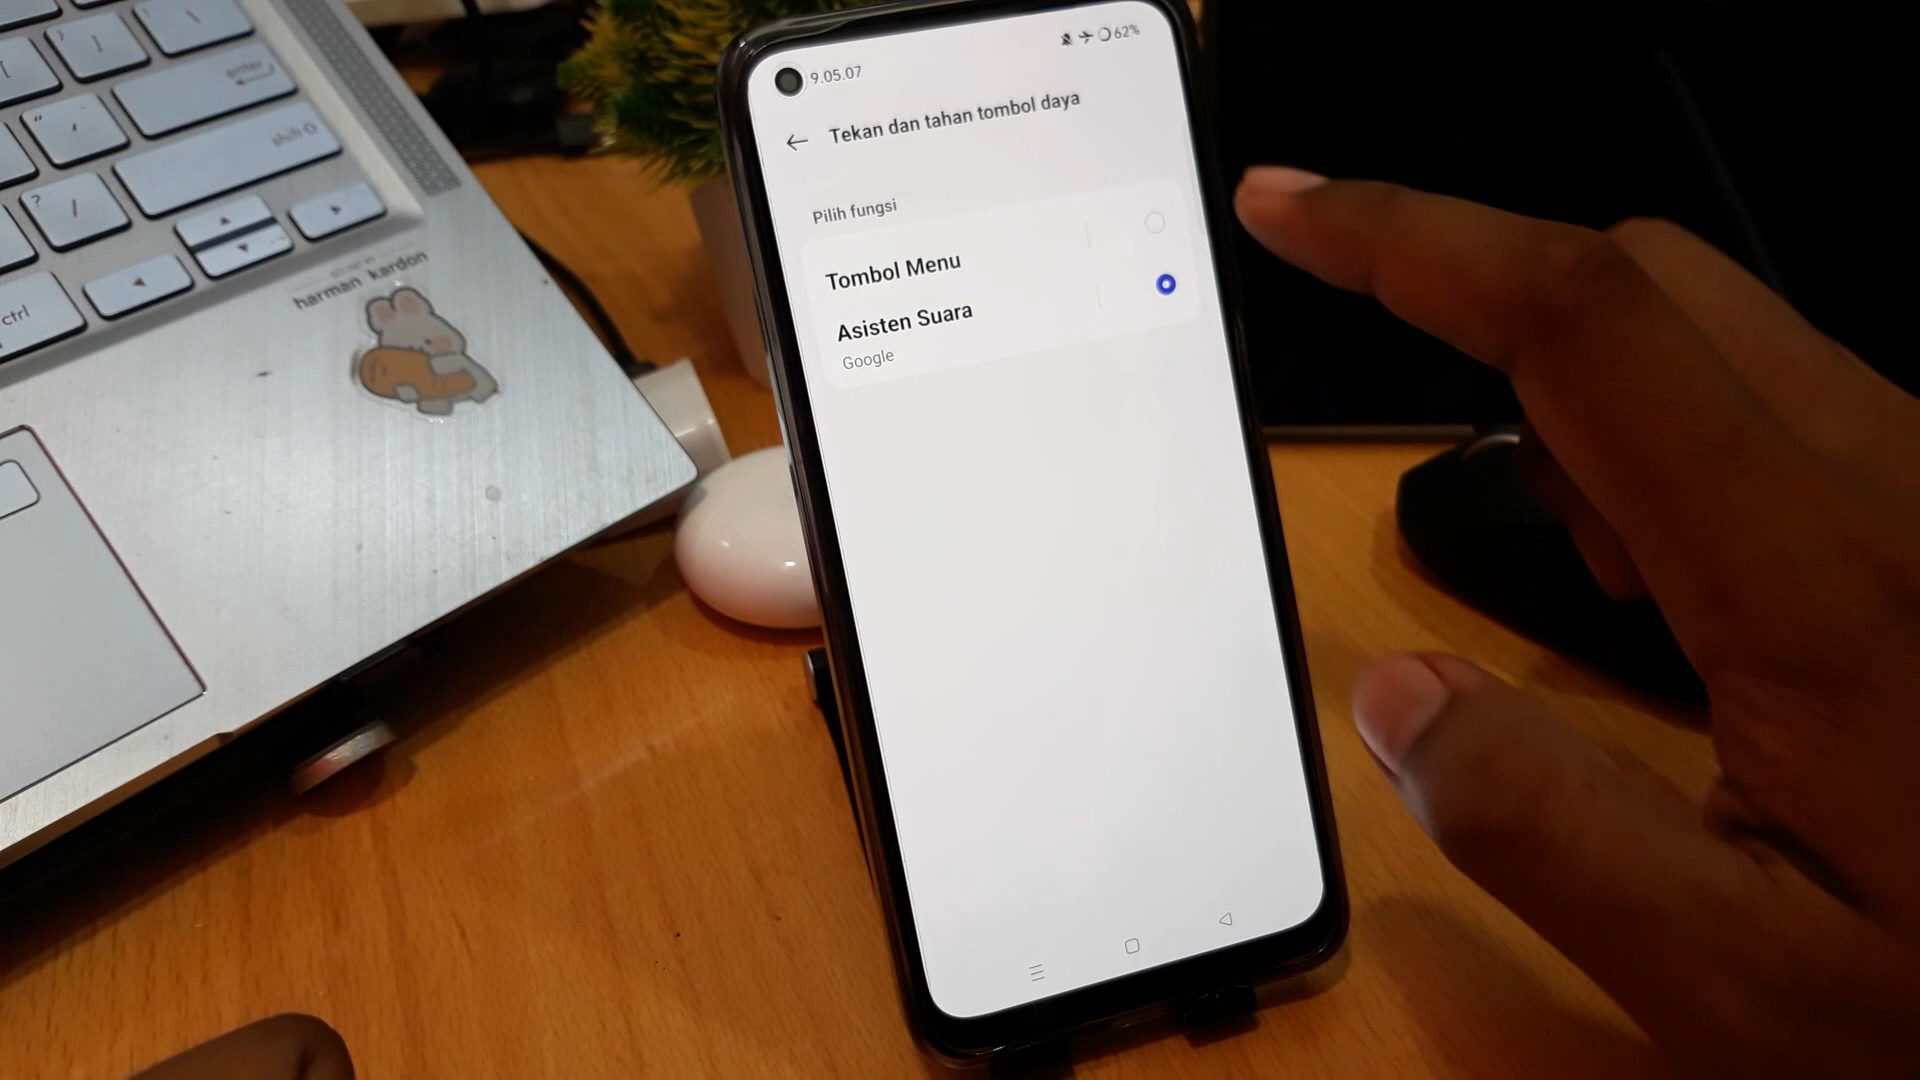 9.05.07
62%
Tekan dan tahan tombol daya
Pilih fungsi
Tombol Menu
Asisten Suara
Google
enter
shift
ctrl
harman kardon